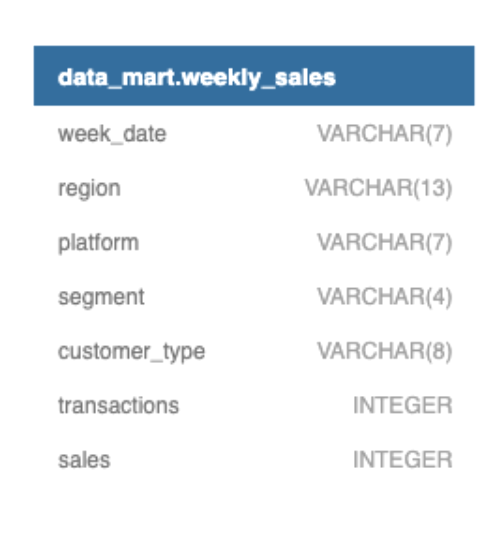 data_mart.weekly_sales
week_date VARCHAR(7)
region VARCHAR(13)
platform VARCHAR(7)
segment VARCHAR(4)
customer_type VARCHAR(8)
transactions INTEGER
sales INTEGER